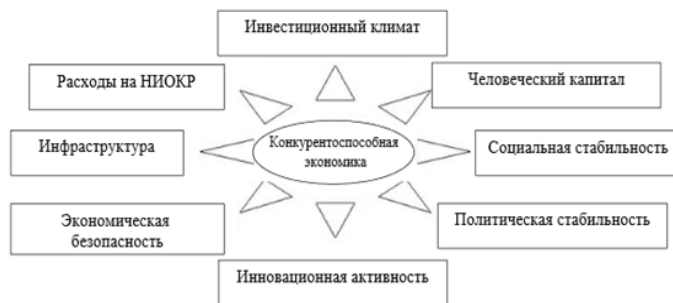 Инвестиционный климат
Расходы на НИОКР
Человеческий капитал
Инфраструктура
Конкурентоспособная
экономика
Социальная стабильность
Экономическая
безопасность
Политическая стабильность
Инновационная активность